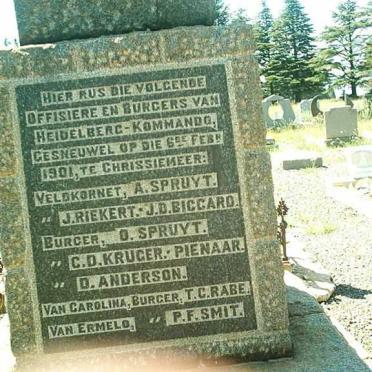 HIER RUS DIE VOLGENDE
OFFISIERE EN BURGERS VAN
HEIDELBERG-KOMMANDO,
GESNEUWEL OP DIE 6DE FEBR
1901, TE CHRISSIEMEER:
VELDKORNET, A. SPRUYT.
" J. RIEKERT.- J.D. BIGGARD.
BURGER, O. SPRUYT.
" C.D. KRUGER.- PIENAAR.
" D. ANDERSON.
VAN CAROLINA, BURGER, T.C. RABE.
VAN ERMELO, " P.F. SMIT.